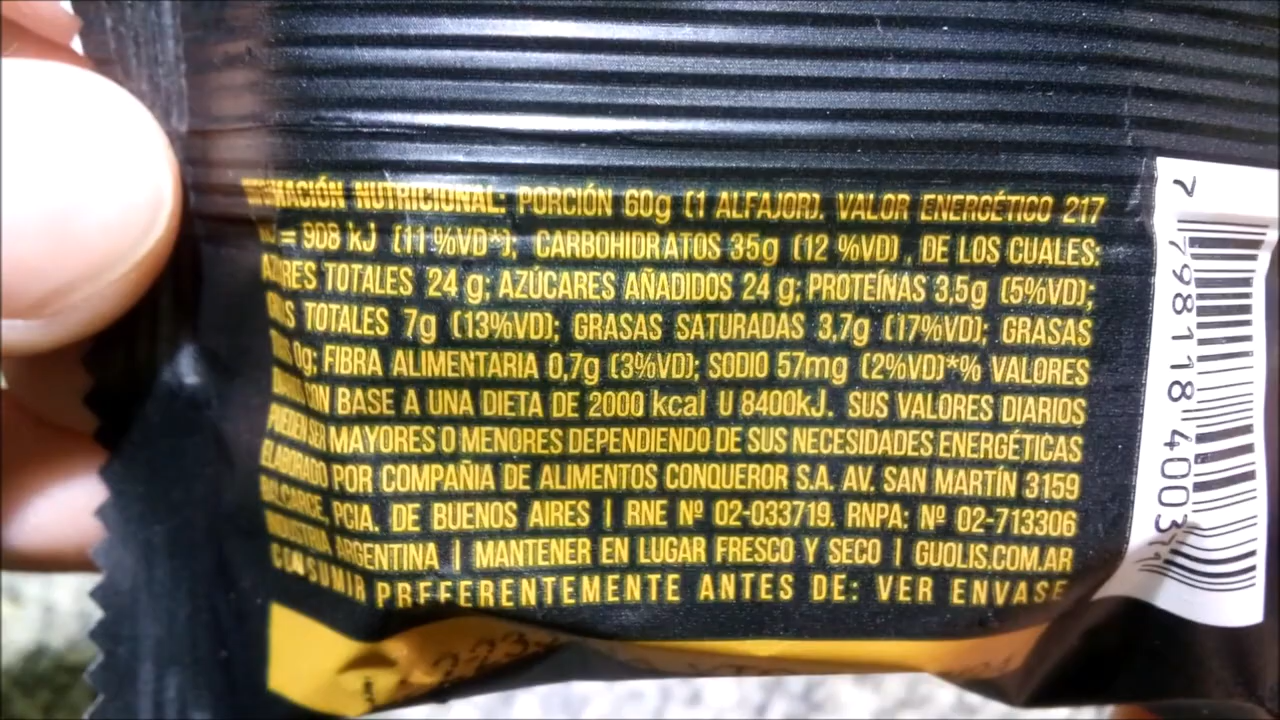 INFORMACIÓN NUTRICIONAL: PORCIÓN 60g (1 ALFAJOR). VALOR ENERGÉTICO 217
= 908 kJ (11 %VD*); CARBOHIDRATOS 35g (12 %VD) , DE LOS CUALES:
TOTALES 24 g; AZÚCARES AÑADIDOS 24 g; PROTEÍNAS 3,5g (5%VD);
TOTALES 7g (13%VD); GRASAS SATURADAS 3,7g (17%VD); GRASAS
0g; FIBRA ALIMENTARIA 0,7g (3%VD); SODIO 57mg (2%VD)*% VALORES
CON BASE A UNA DIETA DE 2000 kcal U 8400kJ. SUS VALORES DIARIOS
PUEDEN SER MAYORES O MENORES DEPENDIENDO DE SUS NECESIDADES ENERGÉTICAS
ELABORADO POR COMPAÑIA DE ALIMENTOS CONQUEROR S.A. AV. SAN MARTÍN 3159
BALCARCE, PCIA. DE BUENOS AIRES | RNE Nº 02-033719. RNPA: Nº 02-713306
INDUSTRIA ARGENTINA | MANTENER EN LUGAR FRESCO Y SECO | GUOLIS.COM.AR
CONSUMIR PREFERENTEMENTE ANTES DE: VER ENVASE